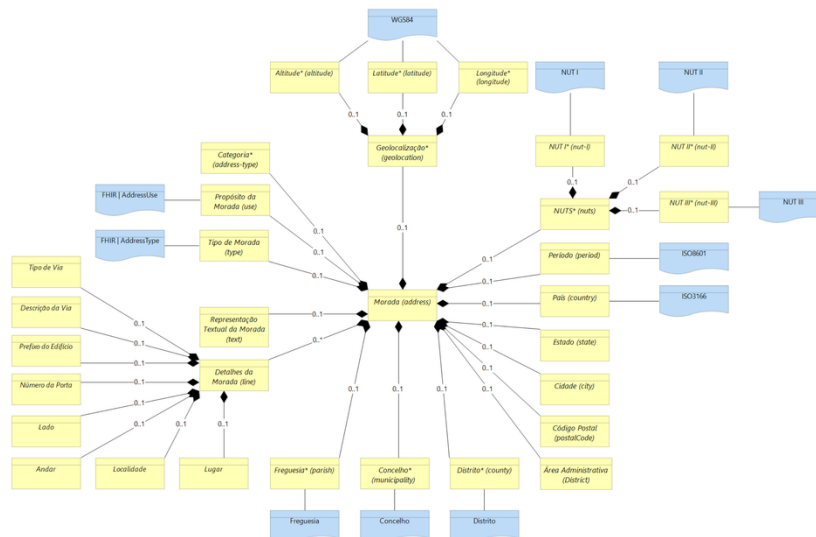 WGS84
Altitude* (altitude)
Latitude* (latitude)
Longitude*
(longitude)
NUT I
NUT II
0..1
0..1
0..1
Categoria*
(address-type)
Geolocalização*
(geolocation)
NUT I* (nut-I)
NUT II* (nut-II)
0..1
0..1
FHIR | AddressUse
Propósito da
Morada (use)
NUTS* (nuts)
0..1
NUT III* (nut-III)
NUT III
0..1
0..1
0..1
FHIR | AddressType
Tipo de Morada
(type)
0..1
0..1
Período (period)
ISO8601
0..1
Tipo de Via
0..1
Morada (address)
0..1
País (country)
ISO3166
Descrição da Via
Representação
Textual da Morada
(text)
0..1
0..1
Estado (state)
0..1
Prefixo do Edifício
0..1
0..1
0..*
Cidade (city)
0..1
Número da Porta
0..1
Detalhes da
Morada (line)
0..1
Lado
0..1
0..1
0..1
0..1
0..1
0..1
0..1
0..1
Código Postal
(postalCode)
Andar
Localidade
Lugar
Freguesia* (parish)
Concelho*
(municipality)
Distrito* (county)
Área Administrativa
(District)
Freguesia
Concelho
Distrito